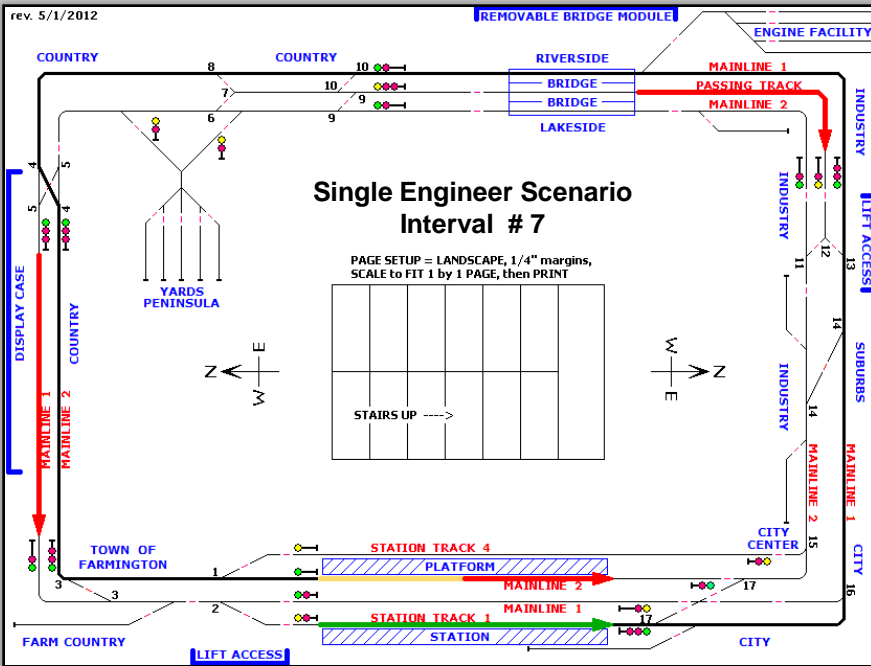 rev. 5/1/2012
REMOVABLE BRIDGE MODULE
ENGINE FACILITY
COUNTRY
COUNTRY
RIVERSIDE
8
10
MAINLINE 1
7
10
BRIDGE
PASSING TRACK
9
BRIDGE
MAINLINE 2
6
9
LAKESIDE
INDUSTRY
4
5
5
4
Single Engineer Scenario
Interval # 7
INDUSTRY
LIFT ACCESS
11
12
13
PAGE SETUP = LANDSCAPE, 1/4" margins,
SCALE to FIT 1 by 1 PAGE, then PRINT
YARDS
PENINSULA
DISPLAY CASE
COUNTRY
14
SUBURBS
E
N
W
W
N
E
INDUSTRY
14
STAIRS UP ---->
MAINLINE 1
MAINLINE 2
MAINLINE 2
MAINLINE 1
TOWN OF
FARMINGTON
STATION TRACK 4
CITY
CENTER
15
CITY
1
PLATFORM
3
MAINLINE 2
17
16
3
2
MAINLINE 1
STATION TRACK 1
17
FARM COUNTRY
STATION
CITY
LIFT ACCESS